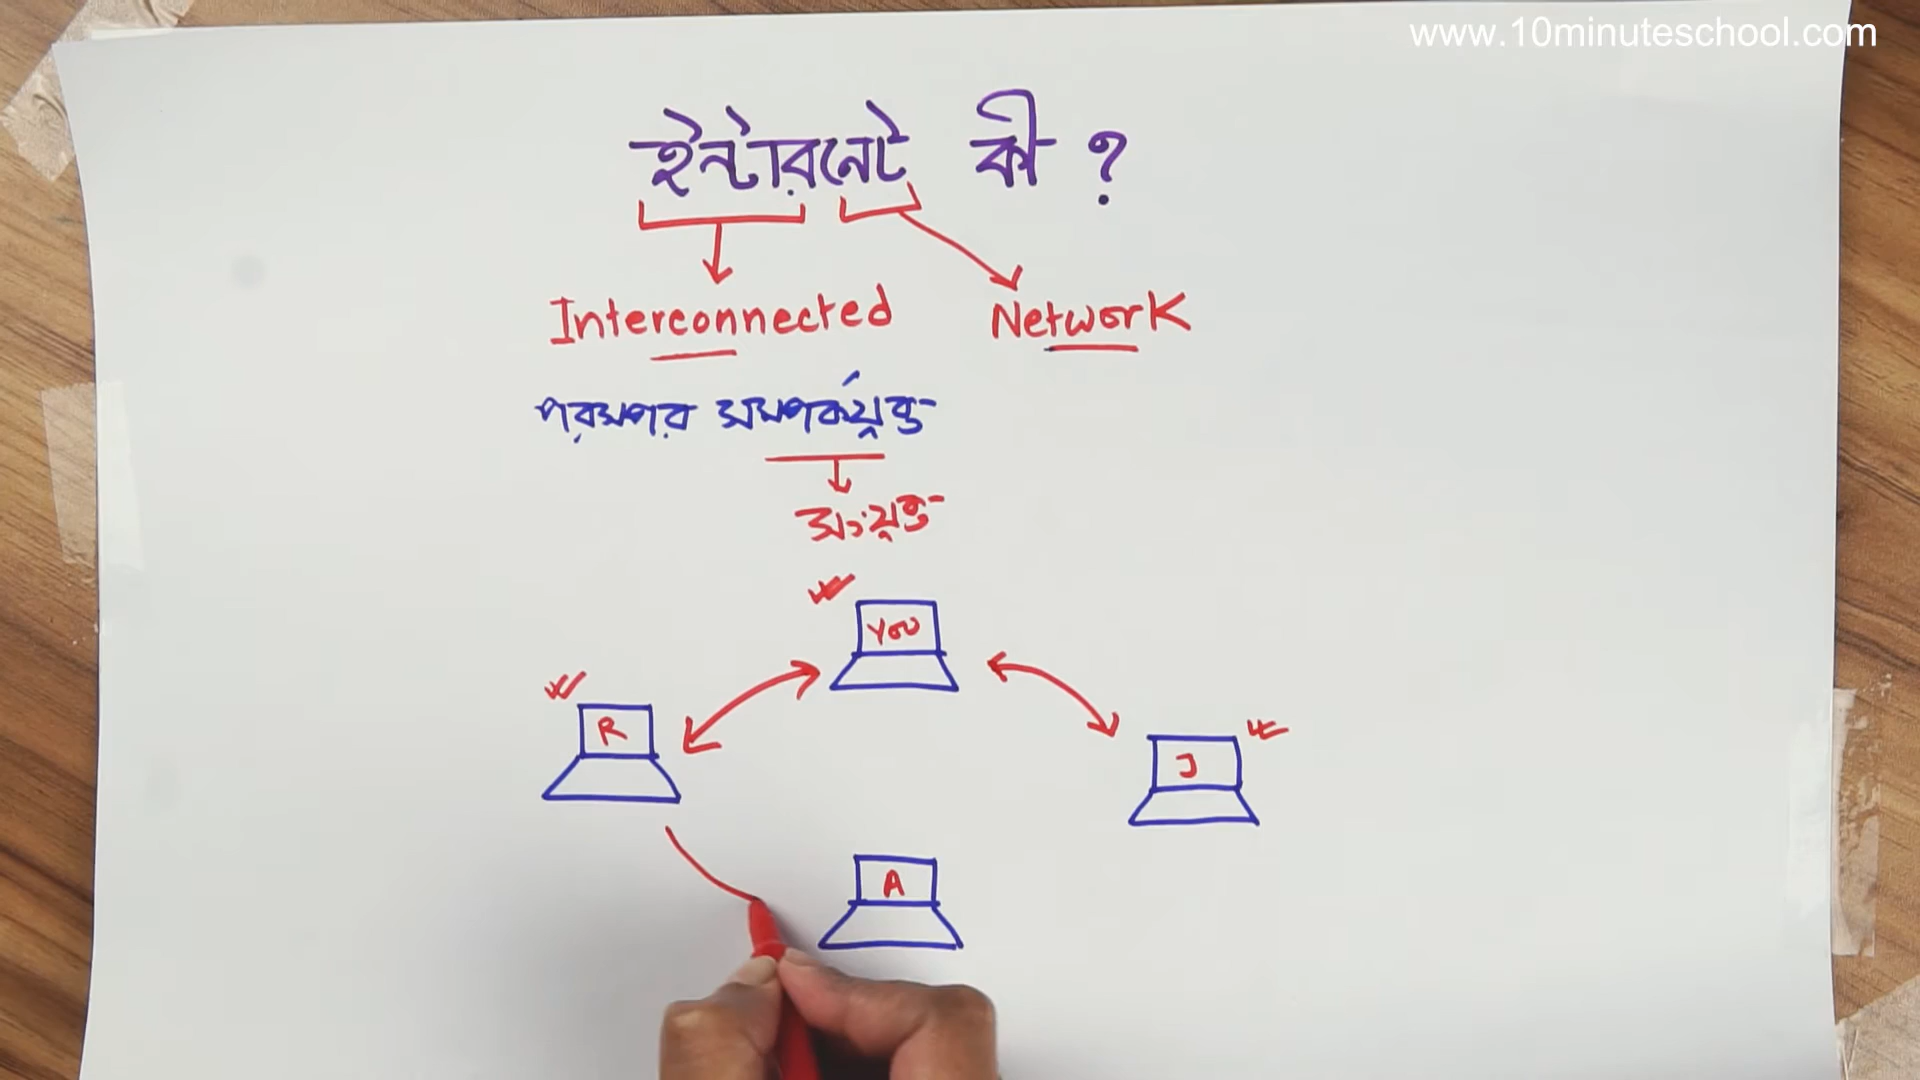 www.10minuteschool.com
ইন্টারনেট কী ?
Interconnected Network
পরস্পর সম্পর্কযুক্ত
সংযুক্ত
You
R
J
A